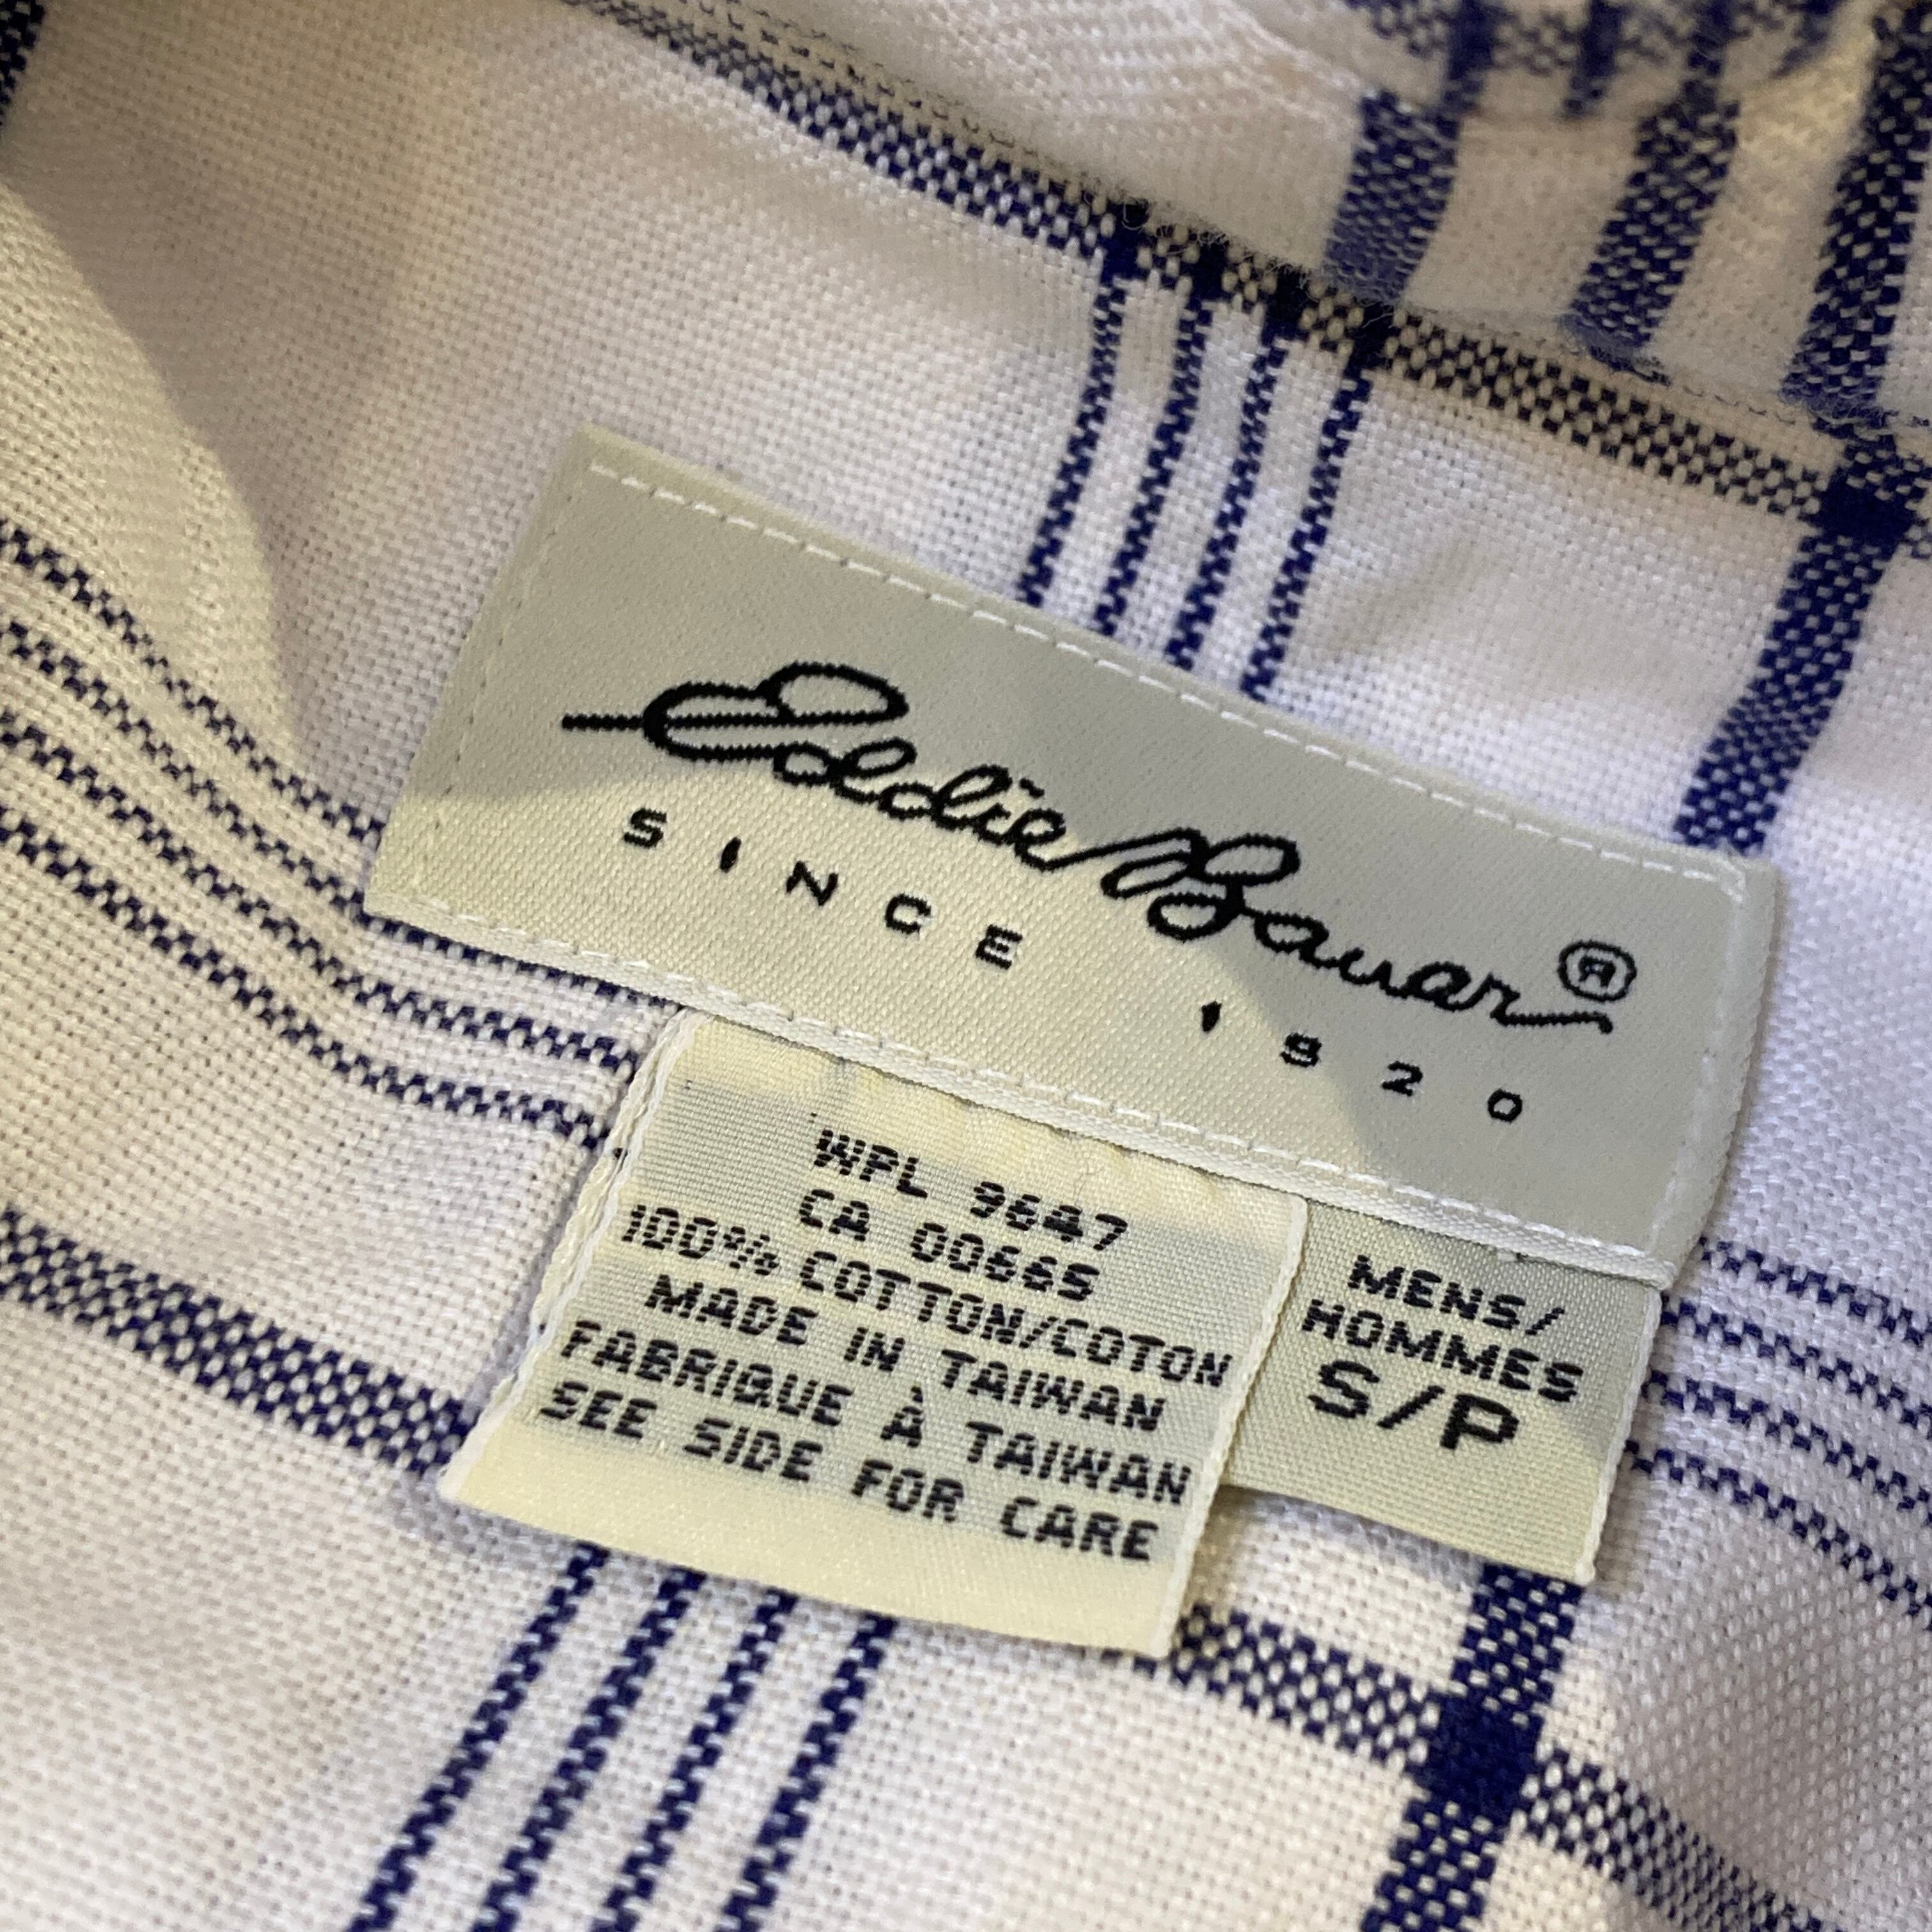 Eddie Bauer®
SINCE 1920
WPL 9647
CA 00665
100% COTTON/COTON
MADE IN TAIWAN
FABRIQUE À TAIWAN
SEE SIDE FOR CARE
MENS/
HOMMES
S/P